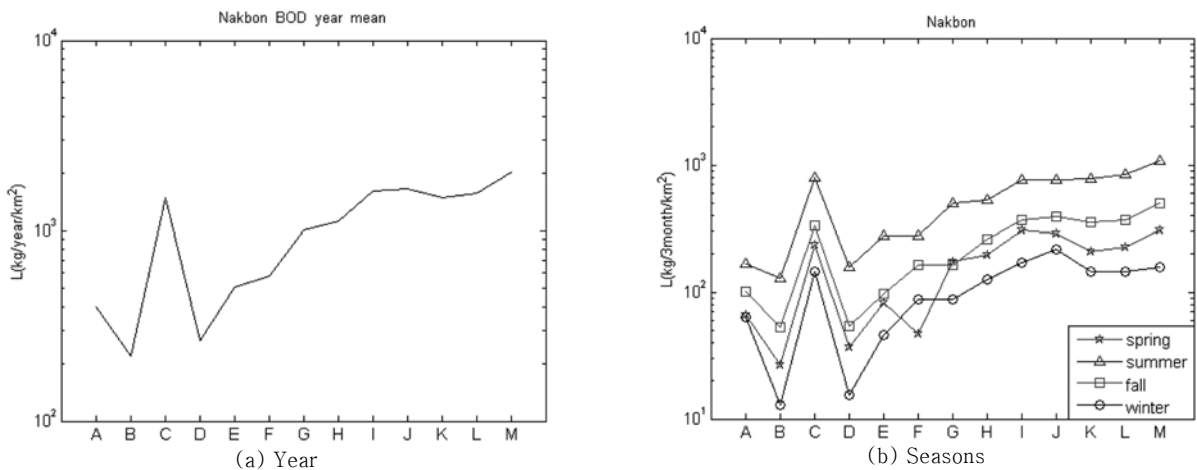 Nakbon BOD year mean
10⁴
10³
10²
L(kg/year/km²)
A B C D E F G H I J K L M
(a) Year
Nakbon
10⁴
10³
10²
10¹
L(kg/3month/km²)
spring
summer
fall
winter
A B C D E F G H I J K L M
(b) Seasons